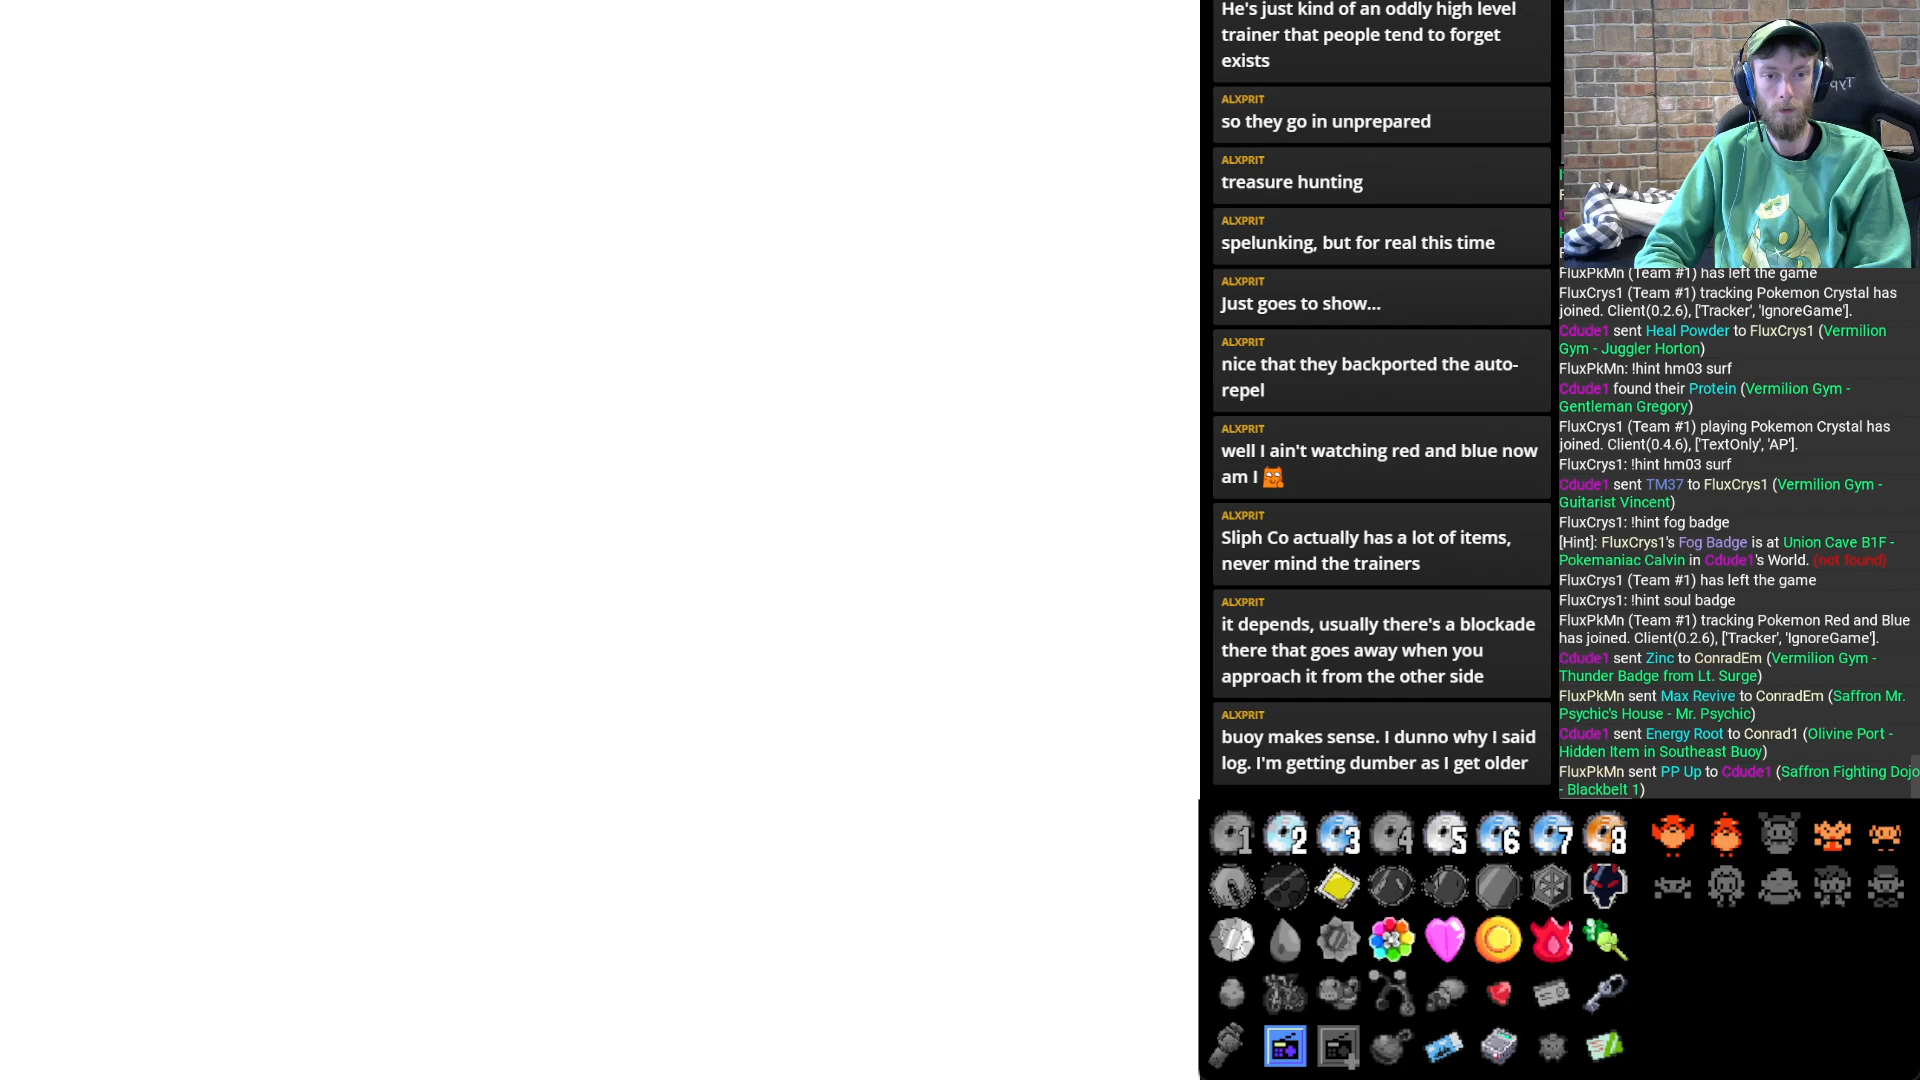 He's just kind of an oddly high level
trainer that people tend to forget
exists
ALXPRIT
so they go in unprepared
ALXPRIT
treasure hunting
ALXPRIT
spelunking, but for real this time
ALXPRIT
Just goes to show...
ALXPRIT
nice that they backported the auto-
repel
ALXPRIT
well I ain't watching red and blue now
am I
ALXPRIT
Sliph Co actually has a lot of items,
never mind the trainers
ALXPRIT
it depends, usually there's a blockade
there that goes away when you
approach it from the other side
ALXPRIT
buoy makes sense. I dunno why I said
log. I'm getting dumber as I get older
Typ
FluxPkMn (Team #1) has left the game
FluxCrys1 (Team #1) tracking Pokemon Crystal has
joined. Client(0.2.6), ['Tracker', 'IgnoreGame'].
Cdude1 sent Heal Powder to FluxCrys1 (Vermilion
Gym - Juggler Horton)
FluxPkMn: !hint hm03 surf
Cdude1 found their Protein (Vermilion Gym -
Gentleman Gregory)
FluxCrys1 (Team #1) playing Pokemon Crystal has
joined. Client(0.4.6), ['TextOnly', 'AP'].
FluxCrys1: !hint hm03 surf
Cdude1 sent TM37 to FluxCrys1 (Vermilion Gym -
Guitarist Vincent)
FluxCrys1: !hint fog badge
[Hint]: FluxCrys1's Fog Badge is at Union Cave B1F -
Pokemaniac Calvin in Cdude1's World. (not found)
FluxCrys1 (Team #1) has left the game
FluxCrys1: !hint soul badge
FluxPkMn (Team #1) tracking Pokemon Red and Blue
has joined. Client(0.2.6), ['Tracker', 'IgnoreGame'].
Cdude1 sent Zinc to ConradEm (Vermilion Gym -
Thunder Badge from Lt. Surge)
FluxPkMn sent Max Revive to ConradEm (Saffron Mr.
Psychic's House - Mr. Psychic)
Cdude1 sent Energy Root to Conrad1 (Olivine Port -
Hidden Item in Southeast Buoy)
FluxPkMn sent PP Up to Cdude1 (Saffron Fighting Dojo
- Blackbelt 1)
1 2 3 4 5 6 7 8